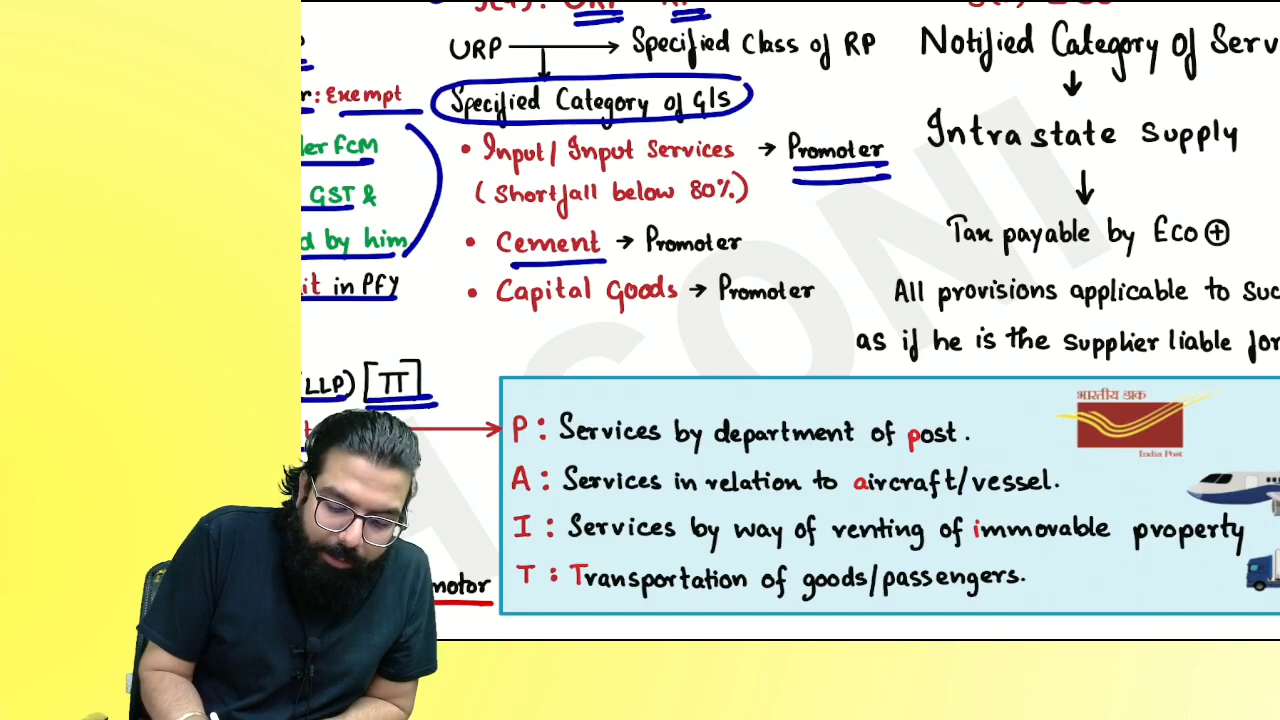 URP → Specified Class of RP
Specified Category of G/S
• Input/ Input Services → Promoter
(Shortfall below 80%)
• Cement → Promoter
• Capital Goods → Promoter
Notified Category of Serv
↓
Intra state supply
↓
Tax payable by Eco ⊕
All provisions applicable to suc
as if he is the supplier liable for
: Exempt
FCM
GST &
d by him
it in PFY
LLP) [TT]
motor
P : Services by department of post.
A : Services in relation to aircraft/vessel.
I : Services by way of renting of immovable property
T : Transportation of goods/passengers.
भारतीय डाक
India Post